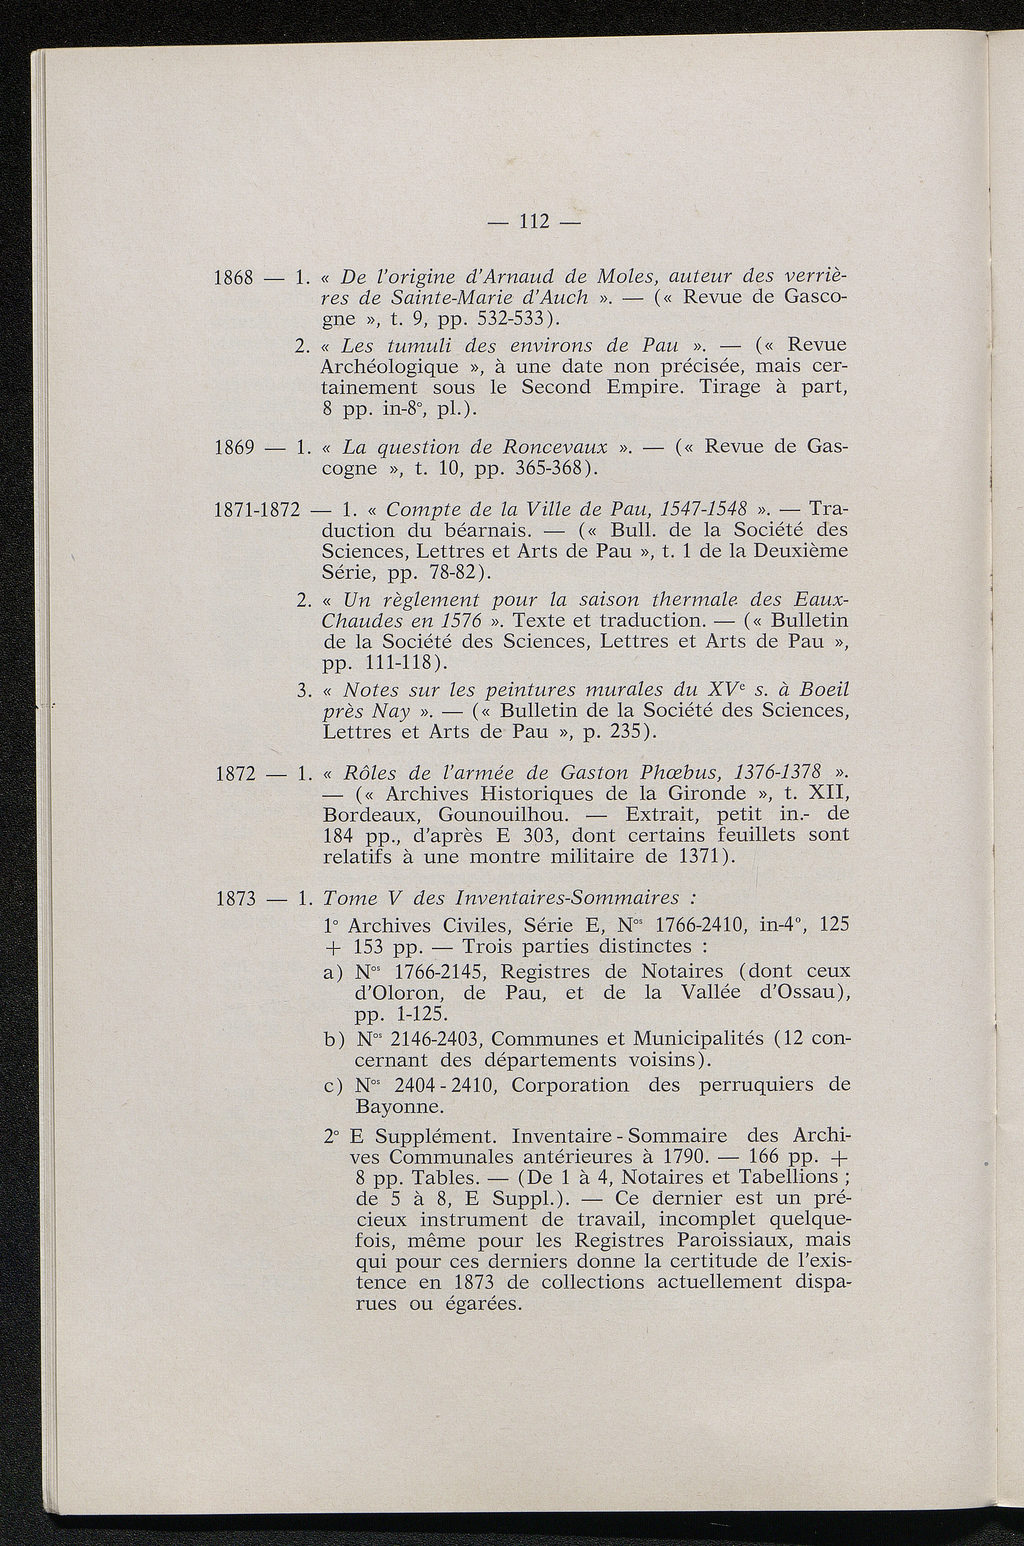 — 112 —
1868 — 1. « De l'origine d'Arnaud de Moles, auteur des verriè-
res de Sainte-Marie d'Auch ». — (« Revue de Gasco-
gne », t. 9, pp. 532-533).
2. « Les tumuli des environs de Pau ». — (« Revue
Archéologique », à une date non précisée, mais cer-
tainement sous le Second Empire. Tirage à part,
8 pp. in-8°, pl.).
1869 — 1. « La question de Roncevaux ». — (« Revue de Gas-
cogne », t. 10, pp. 365-368).
1871-1872 — 1. « Compte de la Ville de Pau, 1547-1548 ». — Tra-
duction du béarnais. — (« Bull. de la Société des
Sciences, Lettres et Arts de Pau », t. 1 de la Deuxième
Série, pp. 78-82).
2. « Un règlement pour la saison thermale des Eaux-
Chaudes en 1576 ». Texte et traduction. — (« Bulletin
de la Société des Sciences, Lettres et Arts de Pau »,
pp. 111-118).
3. « Notes sur les peintures murales du XVe s. à Boeil
près Nay ». — (« Bulletin de la Société des Sciences,
Lettres et Arts de Pau », p. 235).
1872 — 1. « Rôles de l'armée de Gaston Phœbus, 1376-1378 ».
— (« Archives Historiques de la Gironde », t. XII,
Bordeaux, Gounouilhou. — Extrait, petit in.- de
184 pp., d'après E 303, dont certains feuillets sont
relatifs à une montre militaire de 1371).
1873 — 1. Tome V des Inventaires-Sommaires :
1° Archives Civiles, Série E, Nos 1766-2410, in-4°, 125
+ 153 pp. — Trois parties distinctes :
a) Nos 1766-2145, Registres de Notaires (dont ceux
d'Oloron, de Pau, et de la Vallée d'Ossau),
pp. 1-125.
b) Nos 2146-2403, Communes et Municipalités (12 con-
cernant des départements voisins).
c) Nos 2404-2410, Corporation des perruquiers de
Bayonne.
2° E Supplément. Inventaire-Sommaire des Archi-
ves Communales antérieures à 1790. — 166 pp. +
8 pp. Tables. — (De 1 à 4, Notaires et Tabellions ;
de 5 à 8, E Suppl.). — Ce dernier est un pré-
cieux instrument de travail, incomplet quelque-
fois, même pour les Registres Paroissiaux, mais
qui pour ces derniers donne la certitude de l'exis-
tence en 1873 de collections actuellement dispa-
rues ou égarées.